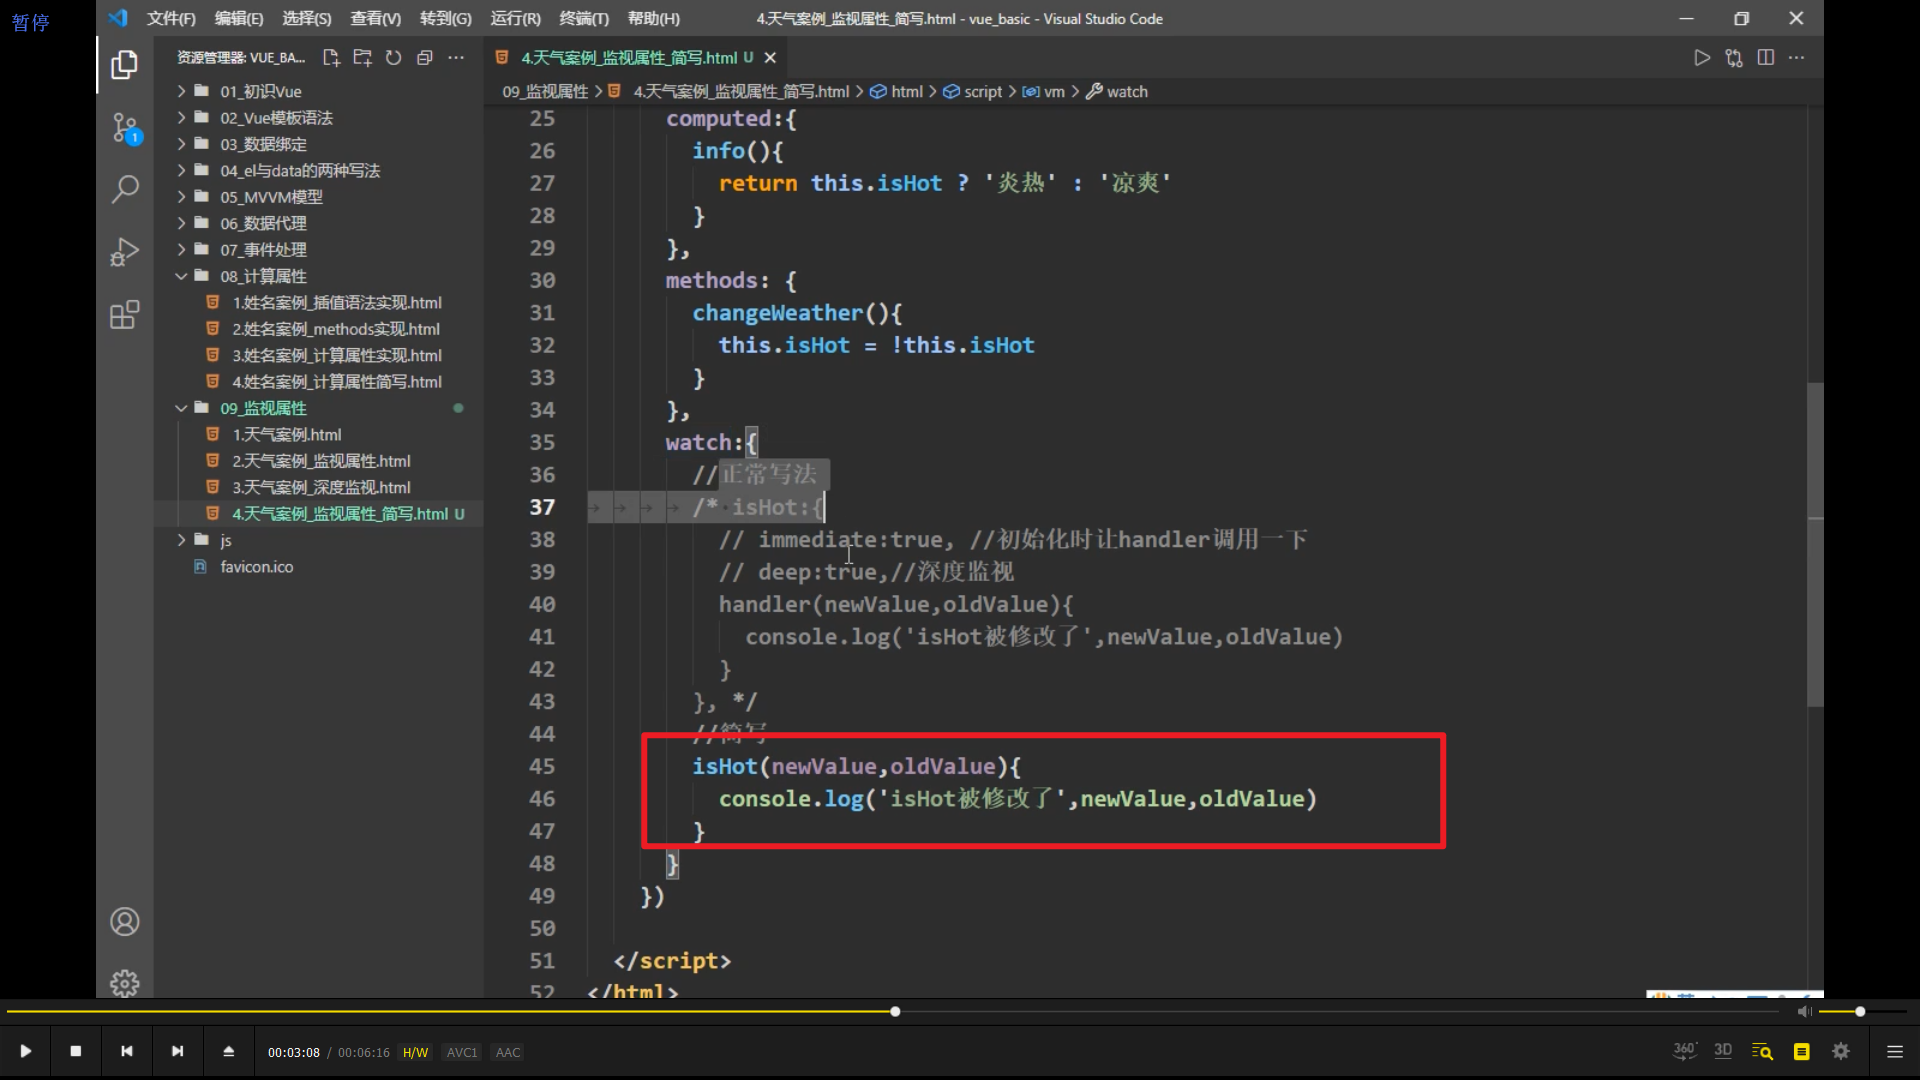 暂停
文件(F) 编辑(E) 选择(S) 查看(V) 转到(G) 运行(R) 终端(T) 帮助(H)
4.天气案例_监视属性_简写.html - vue_basic - Visual Studio Code
资源管理器: VUE_BA...
1
01_初识Vue
02_Vue模板语法
03_数据绑定
04_el与data的两种写法
05_MVVM模型
06_数据代理
07_事件处理
08_计算属性
1.姓名案例_插值语法实现.html
2.姓名案例_methods实现.html
3.姓名案例_计算属性实现.html
4.姓名案例_计算属性简写.html
09_监视属性
1.天气案例.html
2.天气案例_监视属性.html
3.天气案例_深度监视.html
4.天气案例_监视属性_简写.html U
js
favicon.ico
4.天气案例_监视属性_简写.html U
09_监视属性 > 4.天气案例_监视属性_简写.html > html > script > vm > watch
25 computed:{
26 info(){
27 return this.isHot ? '炎热' : '凉爽'
28 }
29 },
30 methods: {
31 changeWeather(){
32 this.isHot = !this.isHot
33 }
34 },
35 watch:{
36 //正常写法
37 /* isHot:{
38 // immediate:true, //初始化时让handler调用一下
39 // deep:true,//深度监视
40 handler(newValue,oldValue){
41 console.log('isHot被修改了',newValue,oldValue)
42 }
43 }, */
44 //简写
45 isHot(newValue,oldValue){
46 console.log('isHot被修改了',newValue,oldValue)
47 }
48 }
49 })
50
51 </script>
52 </html>
00:03:08 / 00:06:16 H/W AVC1 AAC
360° 3D